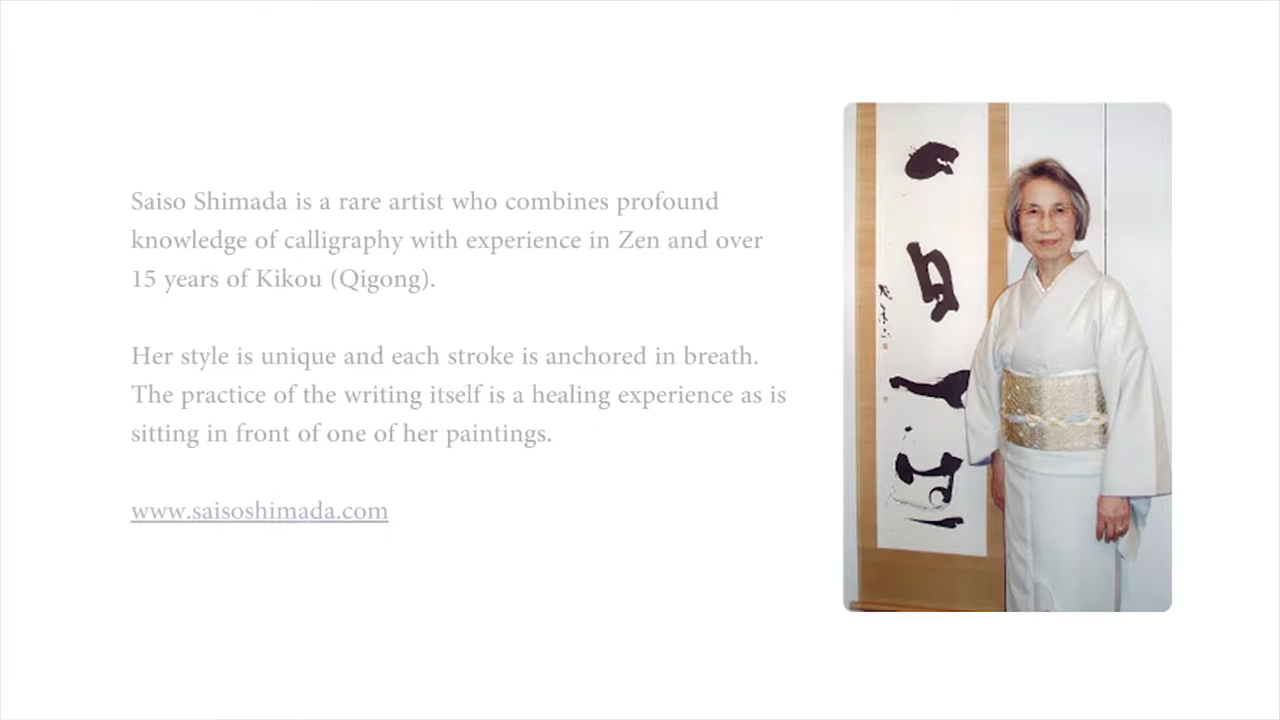 Saiso Shimada is a rare artist who combines profound
knowledge of calligraphy with experience in Zen and over
15 years of Kikou (Qigong).
Her style is unique and each stroke is anchored in breath.
The practice of the writing itself is a healing experience as is
sitting in front of one of her paintings.
www.saisoshimada.com